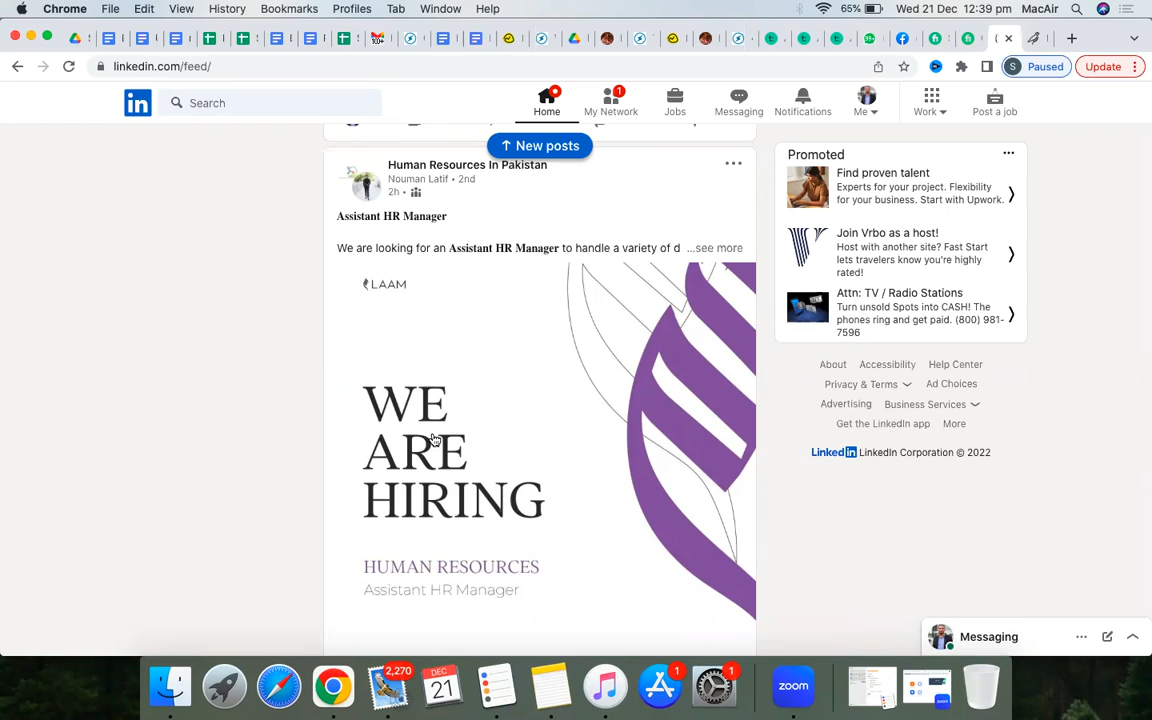 Chrome File Edit View History Bookmarks Profiles Tab Window Help
65% Wed 21 Dec 12:39 pm MacAir
linkedin.com/feed/
S Paused
Update
in Search
Home
1
My Network
Jobs
Messaging
Notifications
Me
Work
Post a job
↑ New posts
Human Resources In Pakistan
Nouman Latif • 2nd
2h •
Assistant HR Manager
We are looking for an Assistant HR Manager to handle a variety of d ...see more
LAAM
WE
ARE
HIRING
HUMAN RESOURCES
Assistant HR Manager
Promoted
Find proven talent
Experts for your project. Flexibility
for your business. Start with Upwork.
Join Vrbo as a host!
Host with another site? Fast Start
lets travelers know you're highly
rated!
Attn: TV / Radio Stations
Turn unsold Spots into CASH! The
phones ring and get paid. (800) 981-
7596
About Accessibility Help Center
Privacy & Terms Ad Choices
Advertising Business Services
Get the LinkedIn app More
LinkedIn LinkedIn Corporation © 2022
Messaging
2,270
DEC
21
1
1
zoom